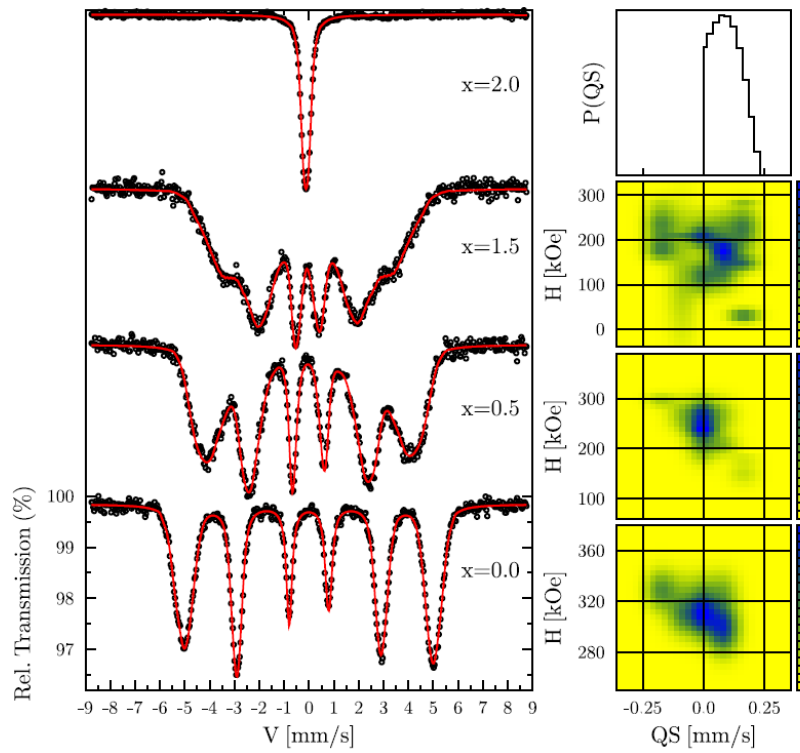 x=2.0
x=1.5
x=0.5
x=0.0
100
99
98
97
Rel. Transmission (%)
-9 -8 -7 -6 -5 -4 -3 -2 -1 0 1 2 3 4 5 6 7 8 9
V [mm/s]
P(QS)
300
200
100
0
H [kOe]
300
200
100
H [kOe]
360
320
280
H [kOe]
-0.25 0.0 0.25
QS [mm/s]